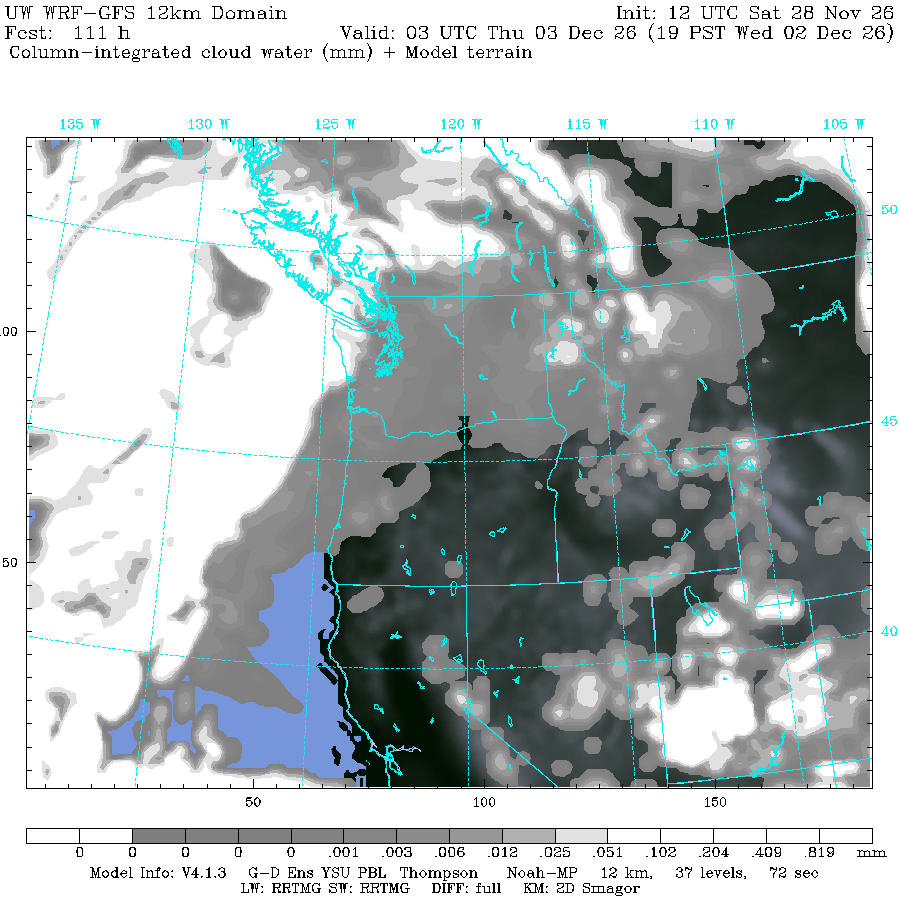 UW WRF-GFS 12km Domain Init: 12 UTC Sat 28 Nov 26
Fcst: 111 h Valid: 03 UTC Thu 03 Dec 26 (19 PST Wed 02 Dec 26)
Column-integrated cloud water (mm) + Model terrain
135 W 130 W 125 W 120 W 115 W 110 W 105 W
50
00
45
50
40
50 100 150
0 0 0 0 0 .001 .003 .006 .012 .025 .051 .102 .204 .409 .819 mm
Model Info: V4.1.3 G-D Ens YSU PBL Thompson Noah-MP 12 km, 37 levels, 72 sec
LW: RRTMG SW: RRTMG DIFF: full KM: 2D Smagor